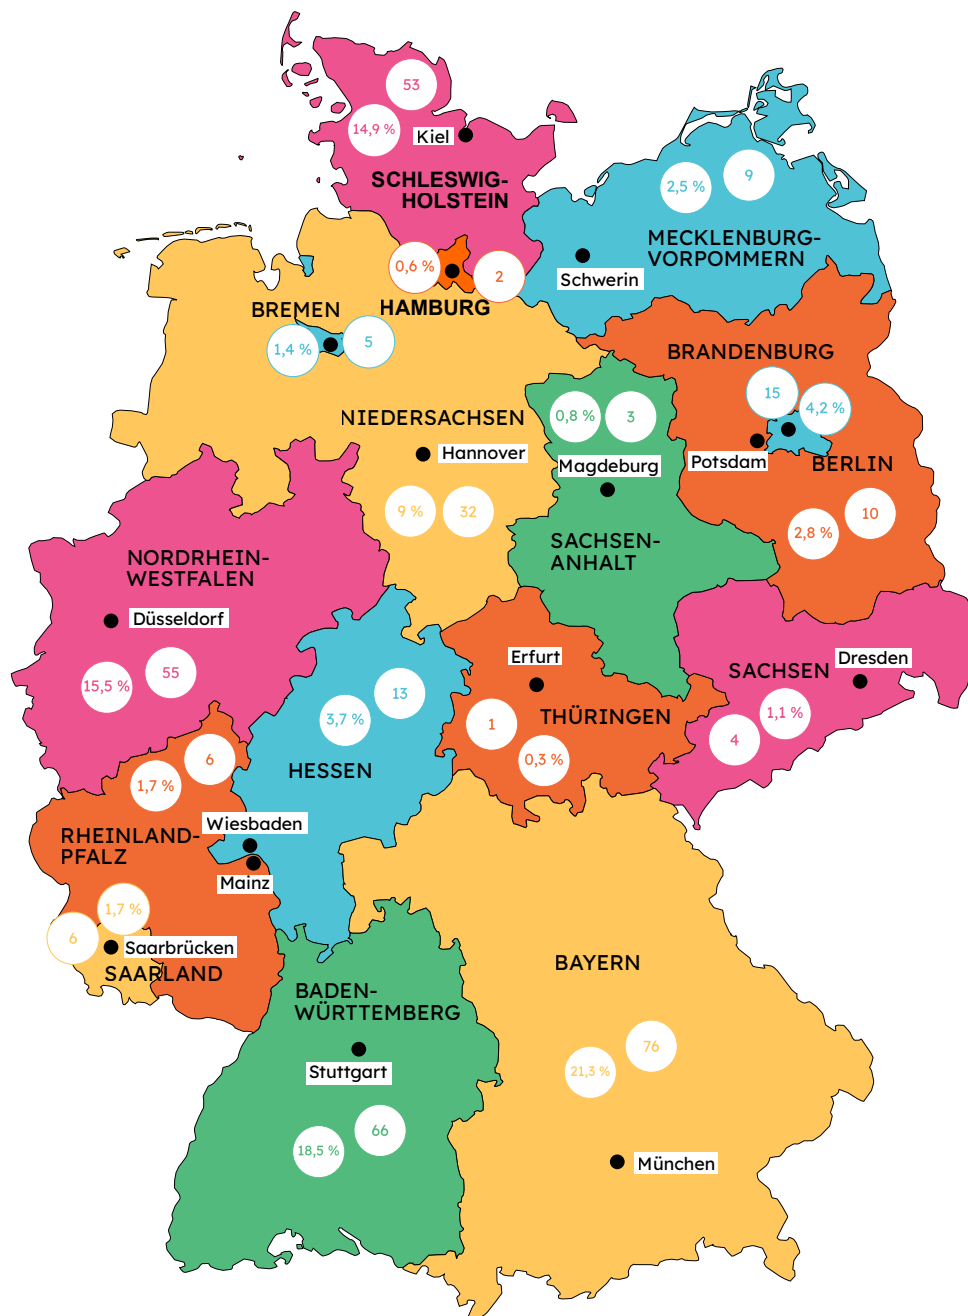 53
14,9 %
Kiel
SCHLESWIG-
HOLSTEIN
2,5 %
9
MECKLENBURG-
VORPOMMERN
Schwerin
0,6 %
2
HAMBURG
BREMEN
1,4 %
5
BRANDENBURG
15
4,2 %
Potsdam
BERLIN
10
2,8 %
NIEDERSACHSEN
Hannover
9 %
32
0,8 %
3
Magdeburg
SACHSEN-
ANHALT
NORDRHEIN-
WESTFALEN
Düsseldorf
15,5 %
55
Erfurt
1
THÜRINGEN
0,3 %
SACHSEN
Dresden
1,1 %
4
13
3,7 %
HESSEN
Wiesbaden
6
1,7 %
RHEINLAND-
PFALZ
Mainz
1,7 %
6
Saarbrücken
SAARLAND
BADEN-
WÜRTTEMBERG
Stuttgart
66
18,5 %
BAYERN
76
21,3 %
München